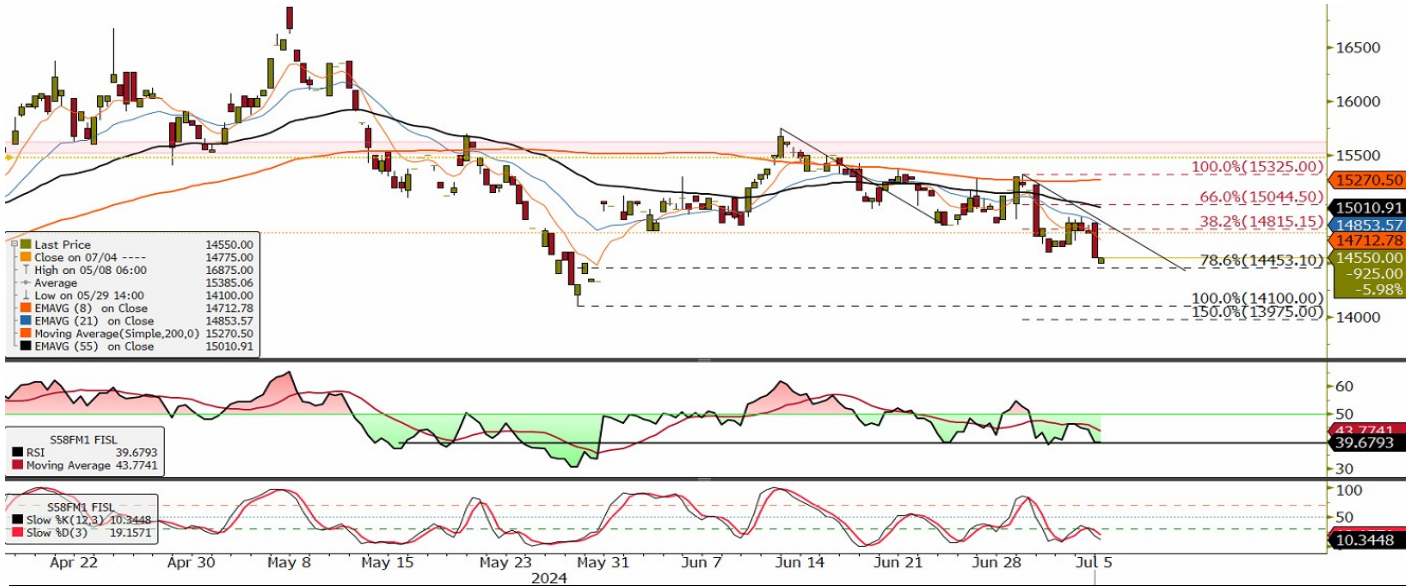 16500
16000
15500
14000
100.0%(15325.00)
66.0%(15044.50)
38.2%(14815.15)
78.6%(14453.10)
100.0%(14100.00)
150.0%(13975.00)
15270.50
15010.91
14853.57
14712.78
14550.00
-925.00
-5.98%
Last Price 14550.00
Close on 07/04 ---- 14775.00
High on 05/08 06:00 16875.00
Average 15385.06
Low on 05/29 14:00 14100.00
EMAVG (8) on Close 14712.78
EMAVG (21) on Close 14853.57
Moving Average(Simple,200,0) 15270.50
EMAVG (55) on Close 15010.91
60
50
43.7741
39.6793
30
S58FM1 FISL
RSI 39.6793
Moving Average 43.7741
100
50
10.3448
S58FM1 FISL
Slow %K(12,3) 10.3448
Slow %D(3) 19.1571
Apr 22 Apr 30 May 8 May 15 May 23 May 31 Jun 7 Jun 14 Jun 21 Jun 28 Jul 5
2024